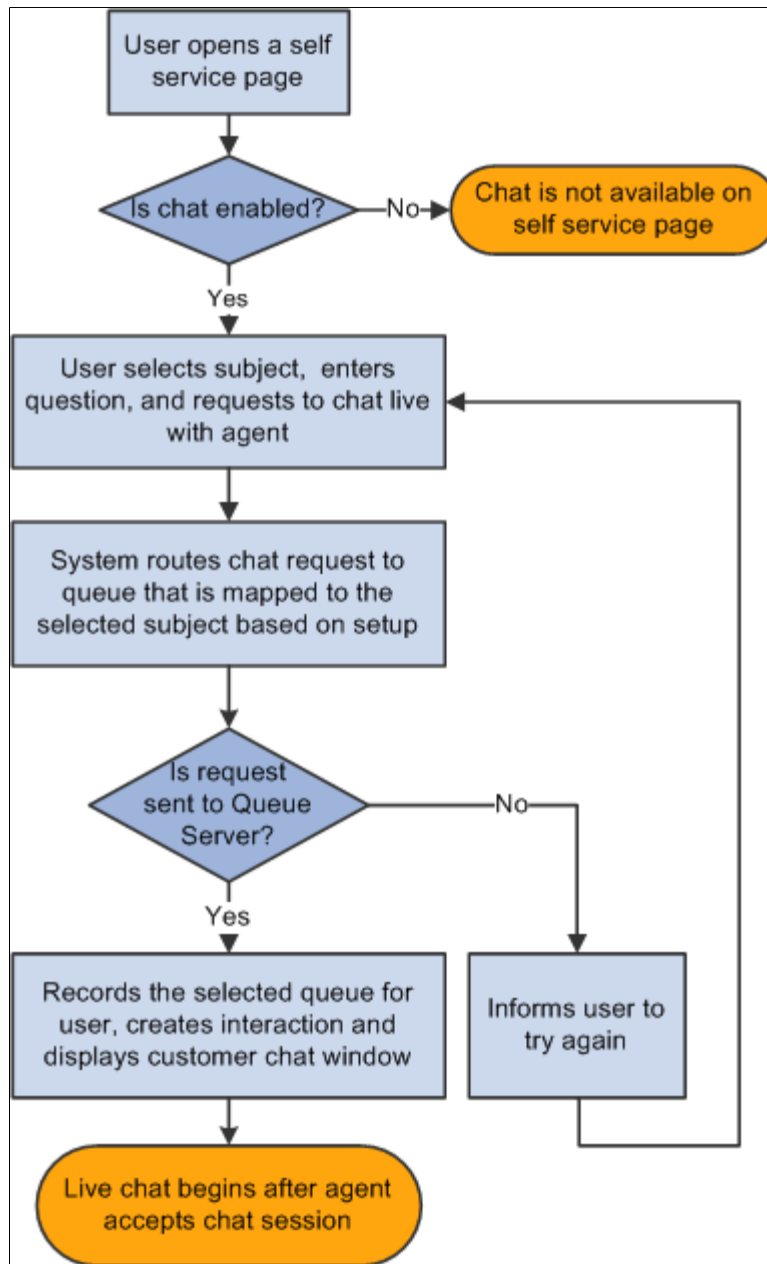 User opens a self
service page
Is chat enabled?
No
Chat is not available on
self service page
Yes
User selects subject,  enters
question, and requests to chat live
with agent
System routes chat request to
queue that is mapped to the
selected subject based on setup
Is request
sent to Queue
Server?
No
Yes
Records the selected queue for
user, creates interaction and
displays customer chat window
Informs user to
try again
Live chat begins after agent
accepts chat session